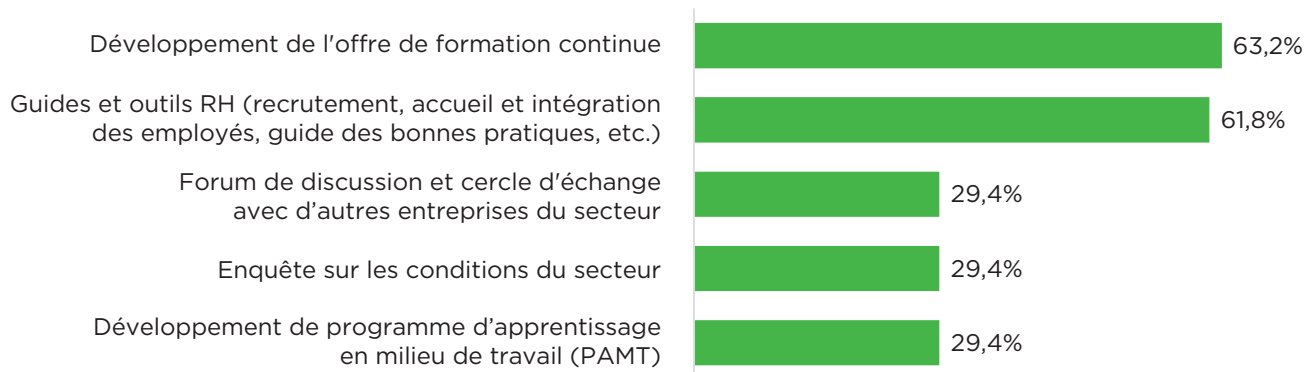 Développement de l'offre de formation continue
63,2%
Guides et outils RH (recrutement, accueil et intégration
des employés, guide des bonnes pratiques, etc.)
61,8%
Forum de discussion et cercle d'échange
avec d’autres entreprises du secteur
29,4%
Enquête sur les conditions du secteur
29,4%
Développement de programme d’apprentissage
en milieu de travail (PAMT)
29,4%